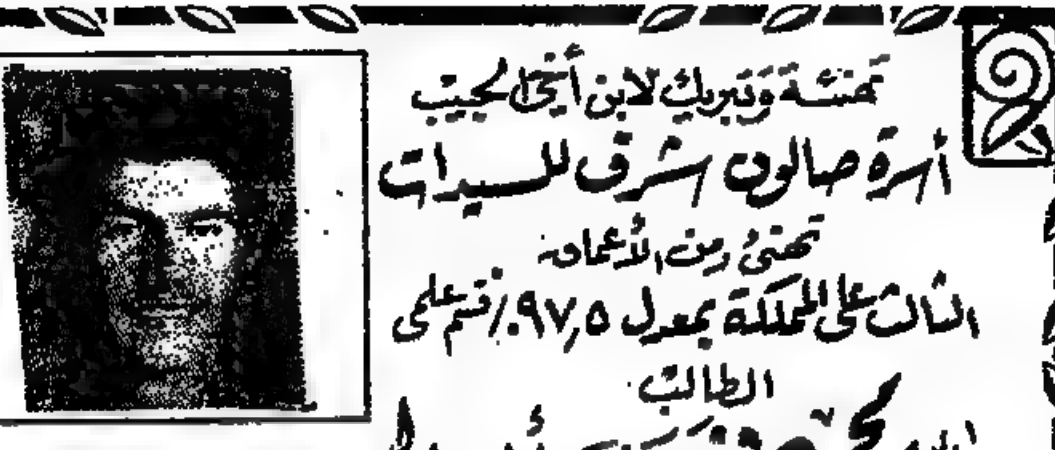 تهنئة وتبريك لابن أخي الحبيب
أسرة صالون شرق للسيدات
تهنئ من الأعماق
الثالث على المملكة بمعدل ٩٧,٥٪ قسم علمي
الطالب